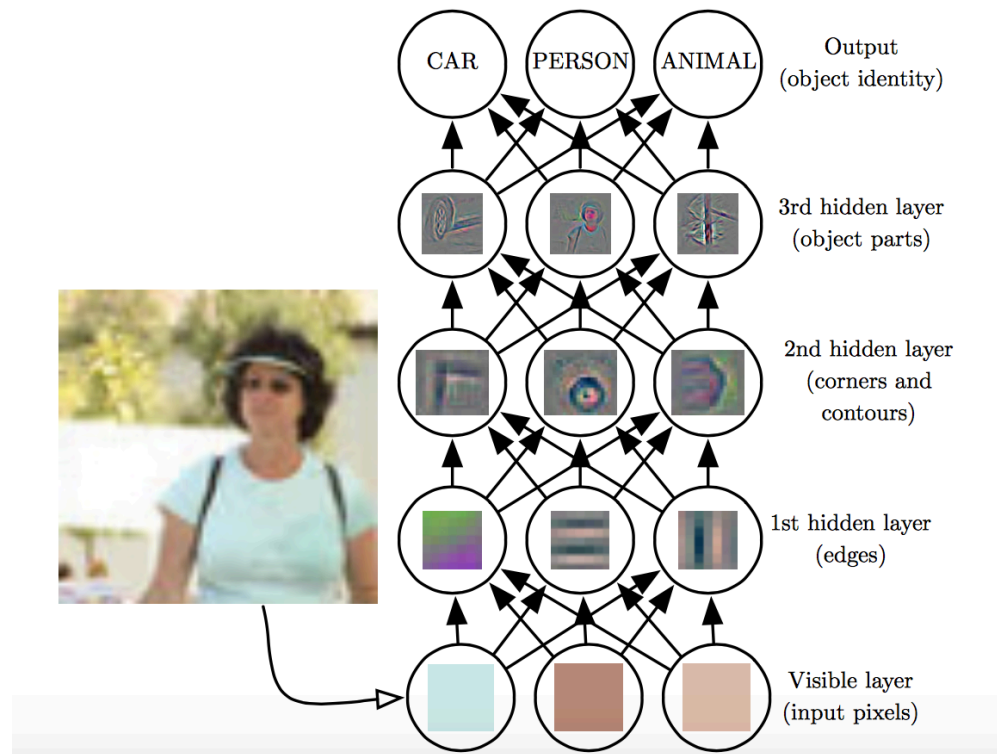 CAR PERSON ANIMAL
Output
(object identity)
3rd hidden layer
(object parts)
2nd hidden layer
(corners and
contours)
1st hidden layer
(edges)
Visible layer
(input pixels)